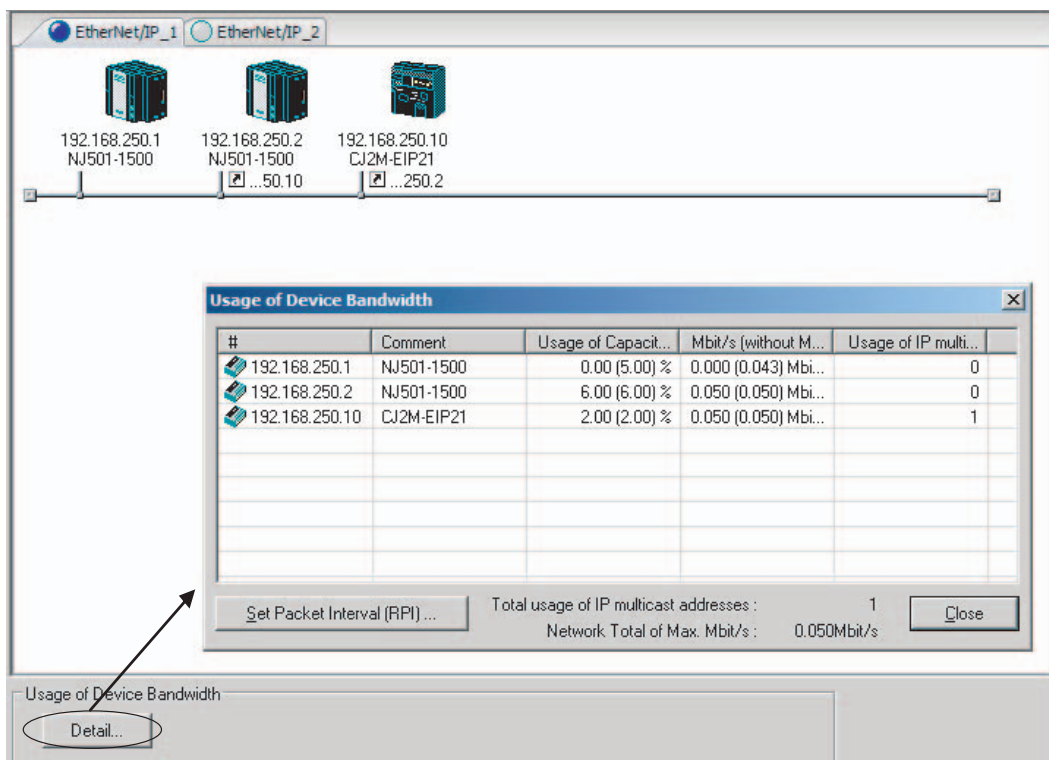 EtherNet/IP_1 EtherNet/IP_2
192.168.250.1 192.168.250.2 192.168.250.10
NJ501-1500 NJ501-1500 CJ2M-EIP21
...50.10 ...250.2
Usage of Device Bandwidth
# Comment Usage of Capacit... Mbit/s (without M... Usage of IP multi...
192.168.250.1 NJ501-1500 0.00 (5.00) % 0.000 (0.043) Mbi... 0
192.168.250.2 NJ501-1500 6.00 (6.00) % 0.050 (0.050) Mbi... 0
192.168.250.10 CJ2M-EIP21 2.00 (2.00) % 0.050 (0.050) Mbi... 1
Set Packet Interval (RPI) ... Total usage of IP multicast addresses : 1 Close
Network Total of Max. Mbit/s : 0.050Mbit/s
Usage of Device Bandwidth
Detail...